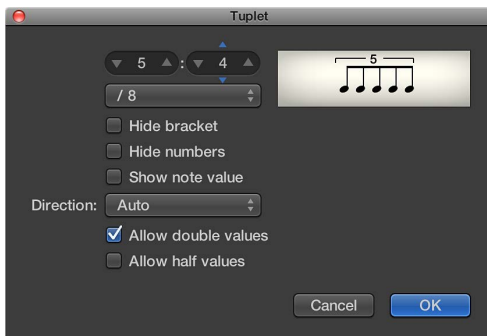 Tuplet
5 : 4
5
/ 8
Hide bracket
Hide numbers
Show note value
Direction: Auto
Allow double values
Allow half values
Cancel OK